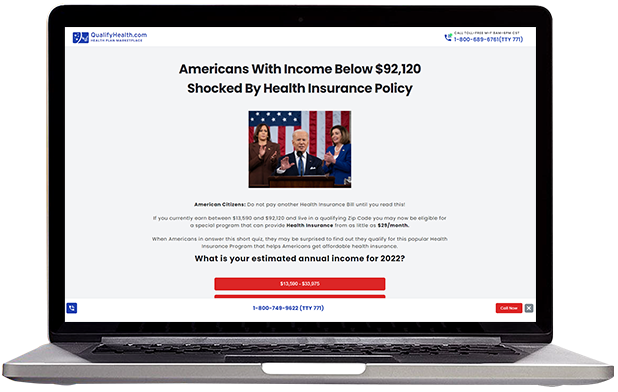 QualifyHealth.com
HEALTH PLAN MARKETPLACE
CALL TOLL-FREE M-F 8AM-6PM CST
1-800-689-6761(TTY 771)
Americans With Income Below $92,120
Shocked By Health Insurance Policy
American Citizens: Do not pay another Health Insurance Bill until you read this!
If you currently earn between $13,590 and $92,120 and live in a qualifying Zip Code you may now be eligible for
a special program that can provide Health Insurance from as little as $29/month.
When Americans in answer this short quiz, they may be surprised to find out they qualify for this popular Health
Insurance Program that helps Americans get affordable health insurance.
What is your estimated annual income for 2022?
$13,590 - $33,975
1-800-749-9622 (TTY 771)
Call Now